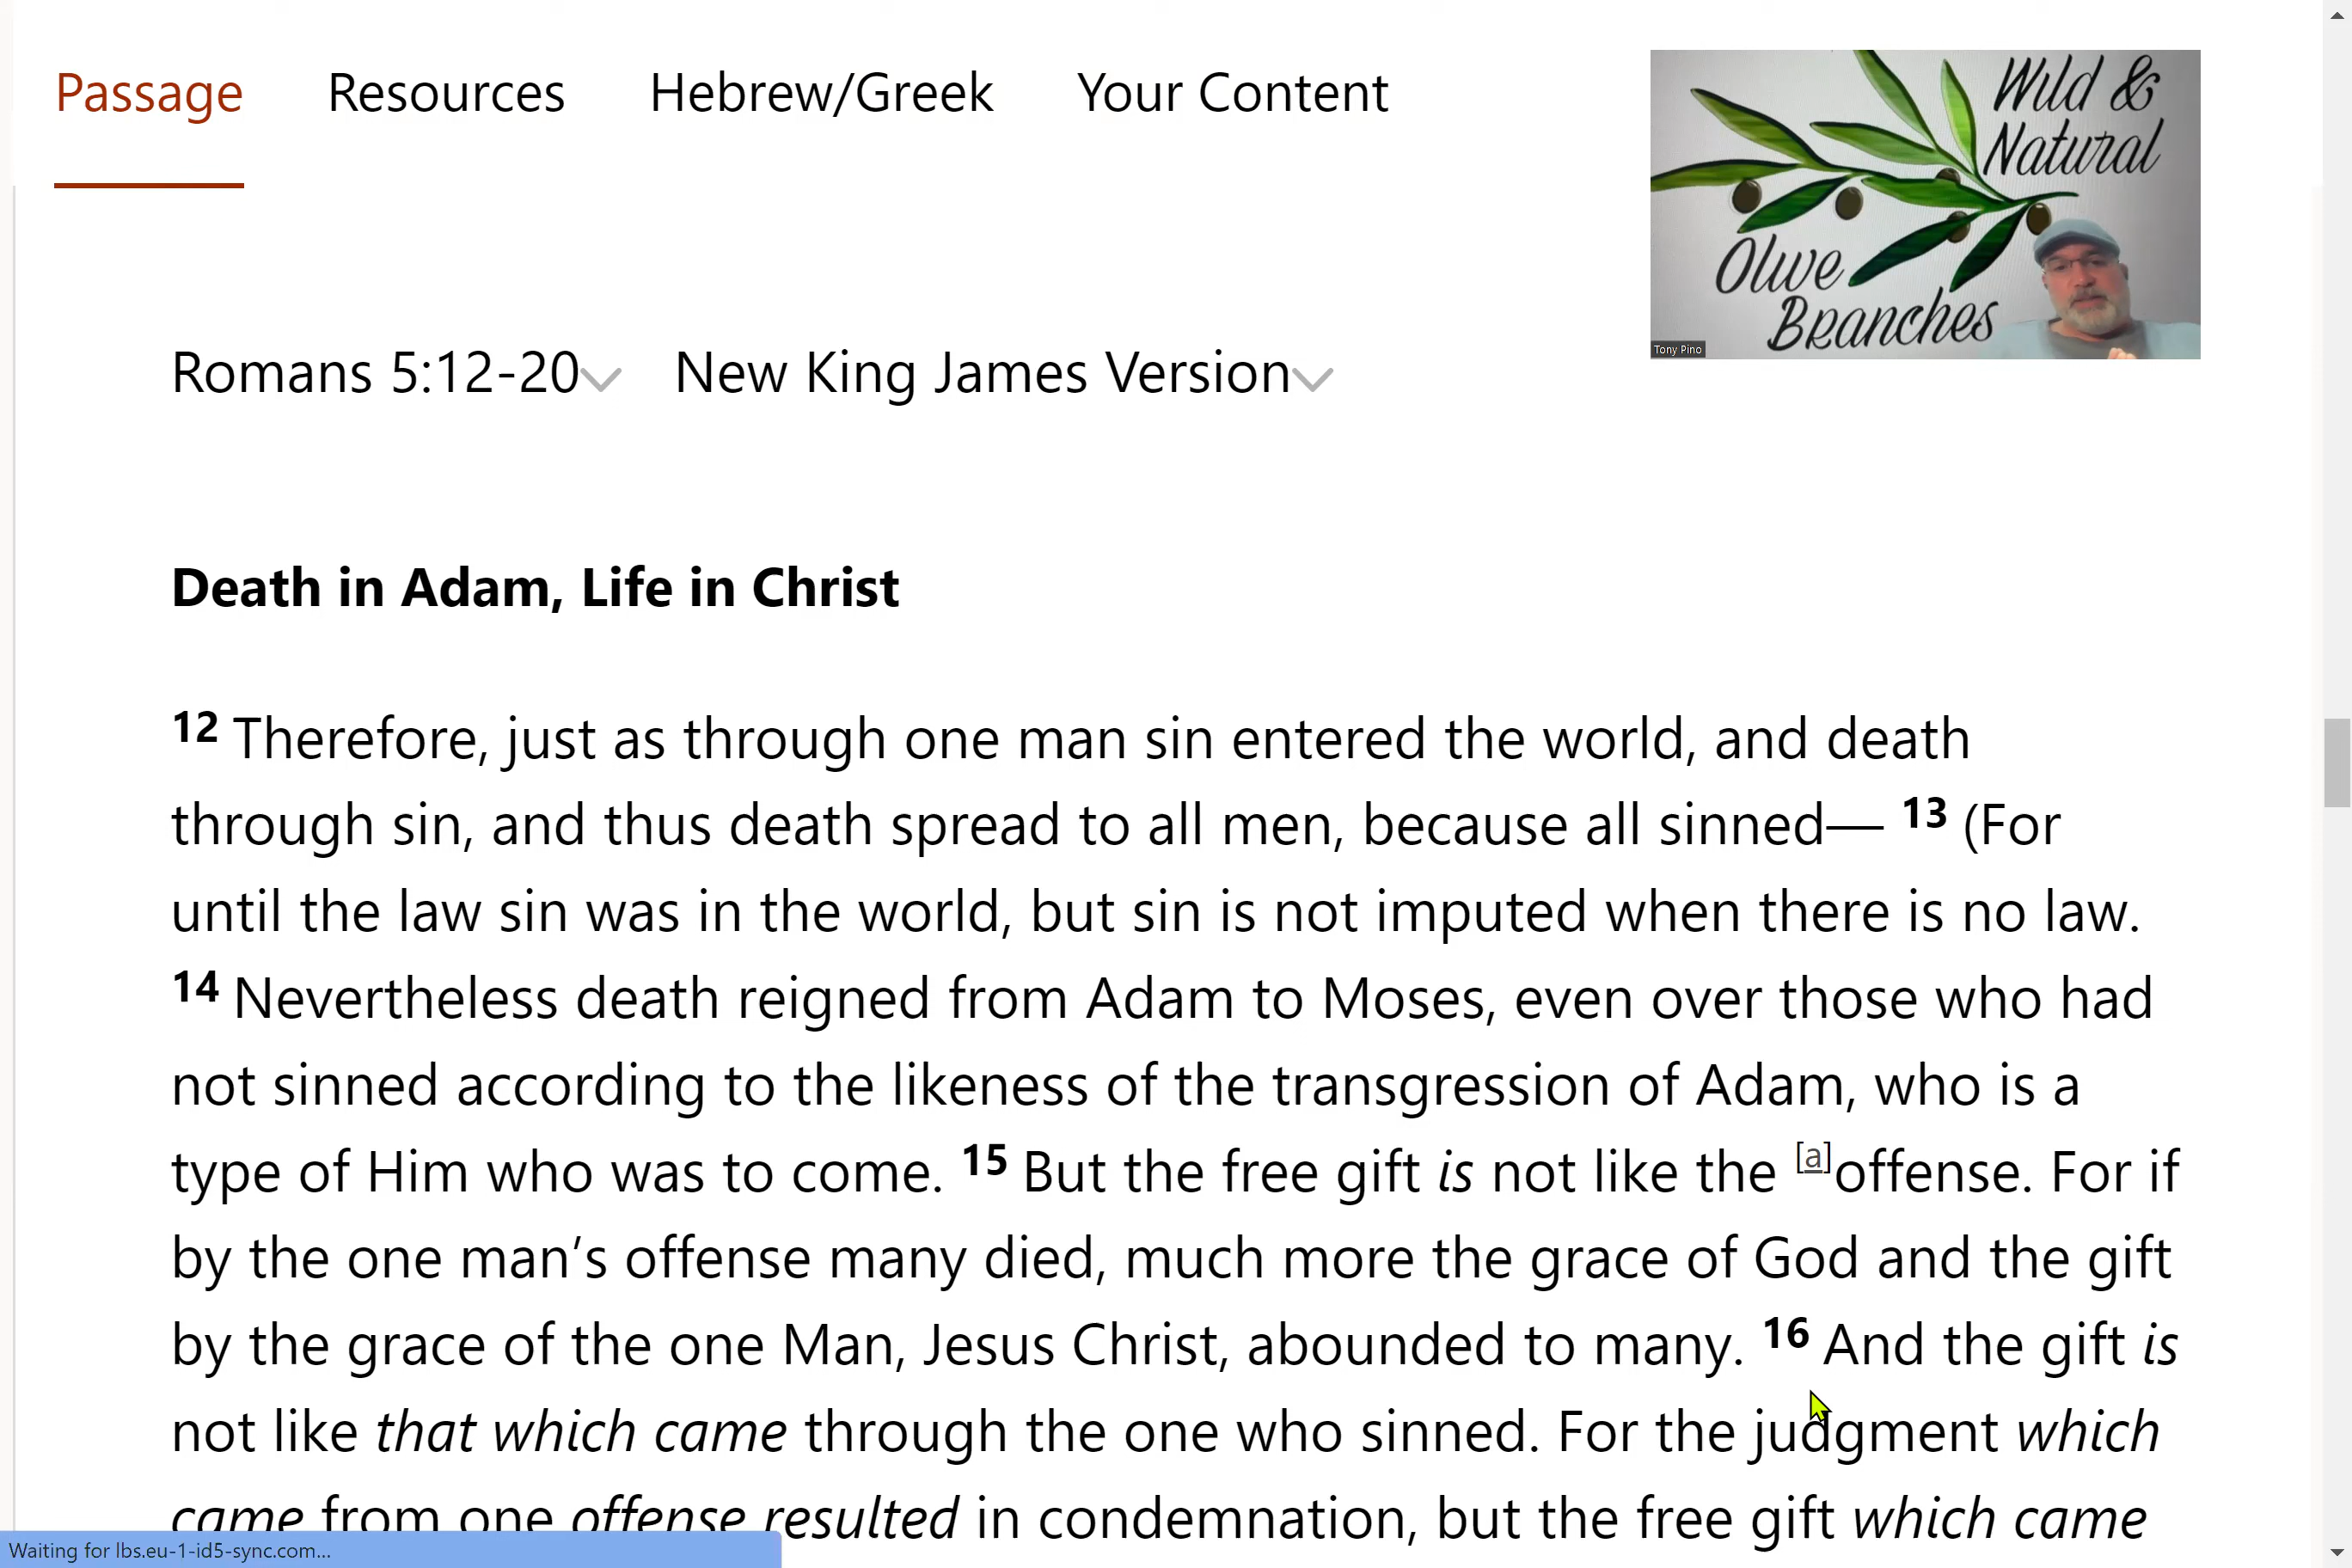 Passage Resources Hebrew/Greek Your Content
Wild &
Natural
Olive
Branches
Tony Pino
Romans 5:12-20 New King James Version
Death in Adam, Life in Christ
12 Therefore, just as through one man sin entered the world, and death
through sin, and thus death spread to all men, because all sinned— 13 (For
until the law sin was in the world, but sin is not imputed when there is no law.
14 Nevertheless death reigned from Adam to Moses, even over those who had
not sinned according to the likeness of the transgression of Adam, who is a
type of Him who was to come. 15 But the free gift is not like the [a]offense. For if
by the one man’s offense many died, much more the grace of God and the gift
by the grace of the one Man, Jesus Christ, abounded to many. 16 And the gift is
not like that which came through the one who sinned. For the judgment which
came from one offense resulted in condemnation, but the free gift which came
Waiting for lbs.eu-1-id5-sync.com...